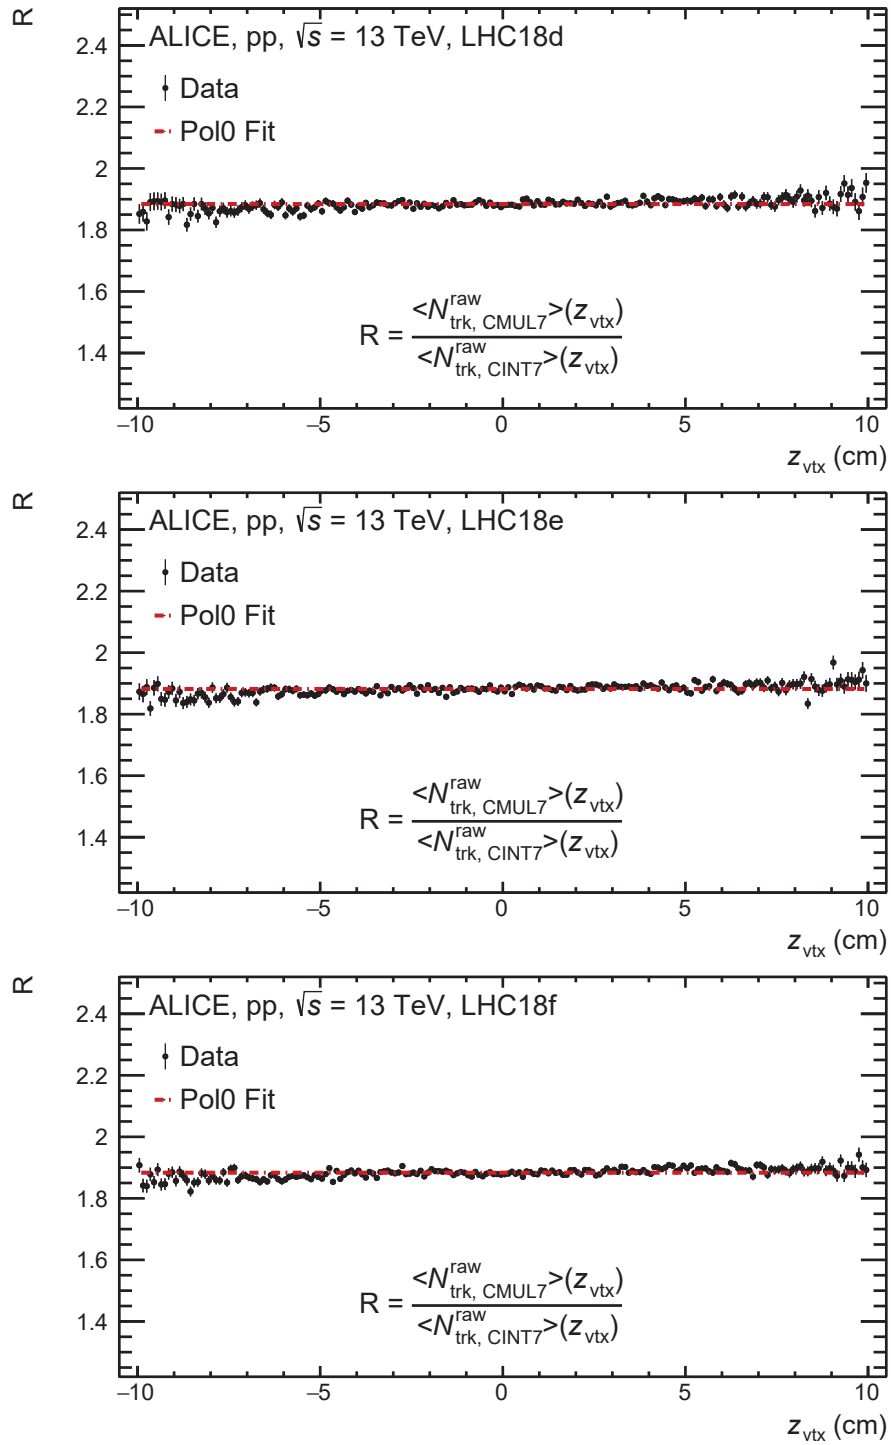 R
ALICE, pp, √s = 13 TeV, LHC18d
Data
Pol0 Fit
2.4
2.2
2
1.8
1.6
1.4
R = <N^raw_trk, CMUL7>(z_vtx) / <N^raw_trk, CINT7>(z_vtx)
−10 −5 0 5 10
z_vtx (cm)
R
ALICE, pp, √s = 13 TeV, LHC18e
Data
Pol0 Fit
2.4
2.2
2
1.8
1.6
1.4
R = <N^raw_trk, CMUL7>(z_vtx) / <N^raw_trk, CINT7>(z_vtx)
−10 −5 0 5 10
z_vtx (cm)
R
ALICE, pp, √s = 13 TeV, LHC18f
Data
Pol0 Fit
2.4
2.2
2
1.8
1.6
1.4
R = <N^raw_trk, CMUL7>(z_vtx) / <N^raw_trk, CINT7>(z_vtx)
−10 −5 0 5 10
z_vtx (cm)